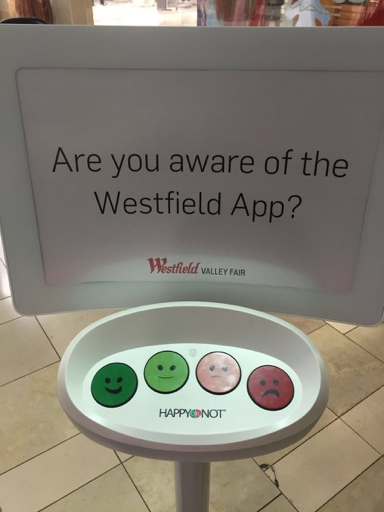 Are you aware of the
Westfield App?
Westfield VALLEY FAIR
HAPPY OR NOT